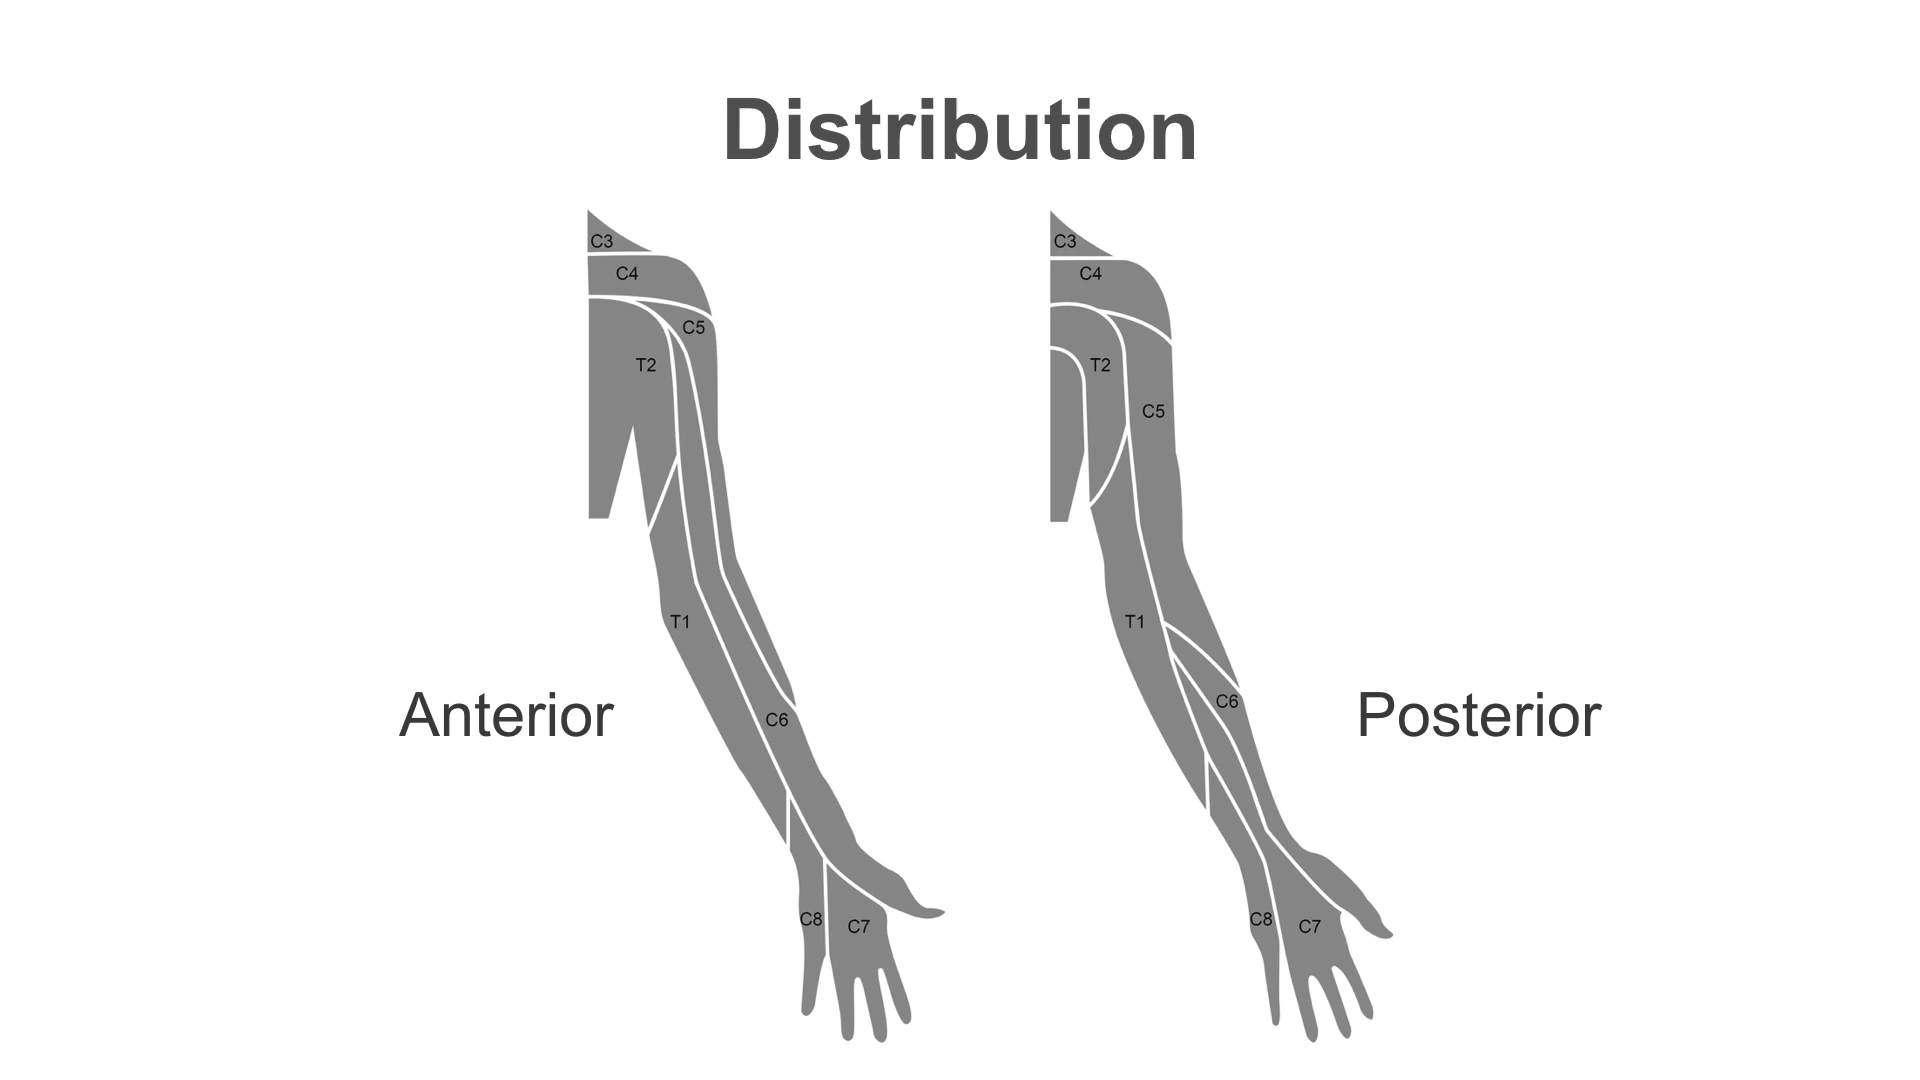 Distribution
C3
C4
C5
T2
T1
C6
C8
C7
Anterior
C3
C4
T2
C5
T1
C6
C8
C7
Posterior